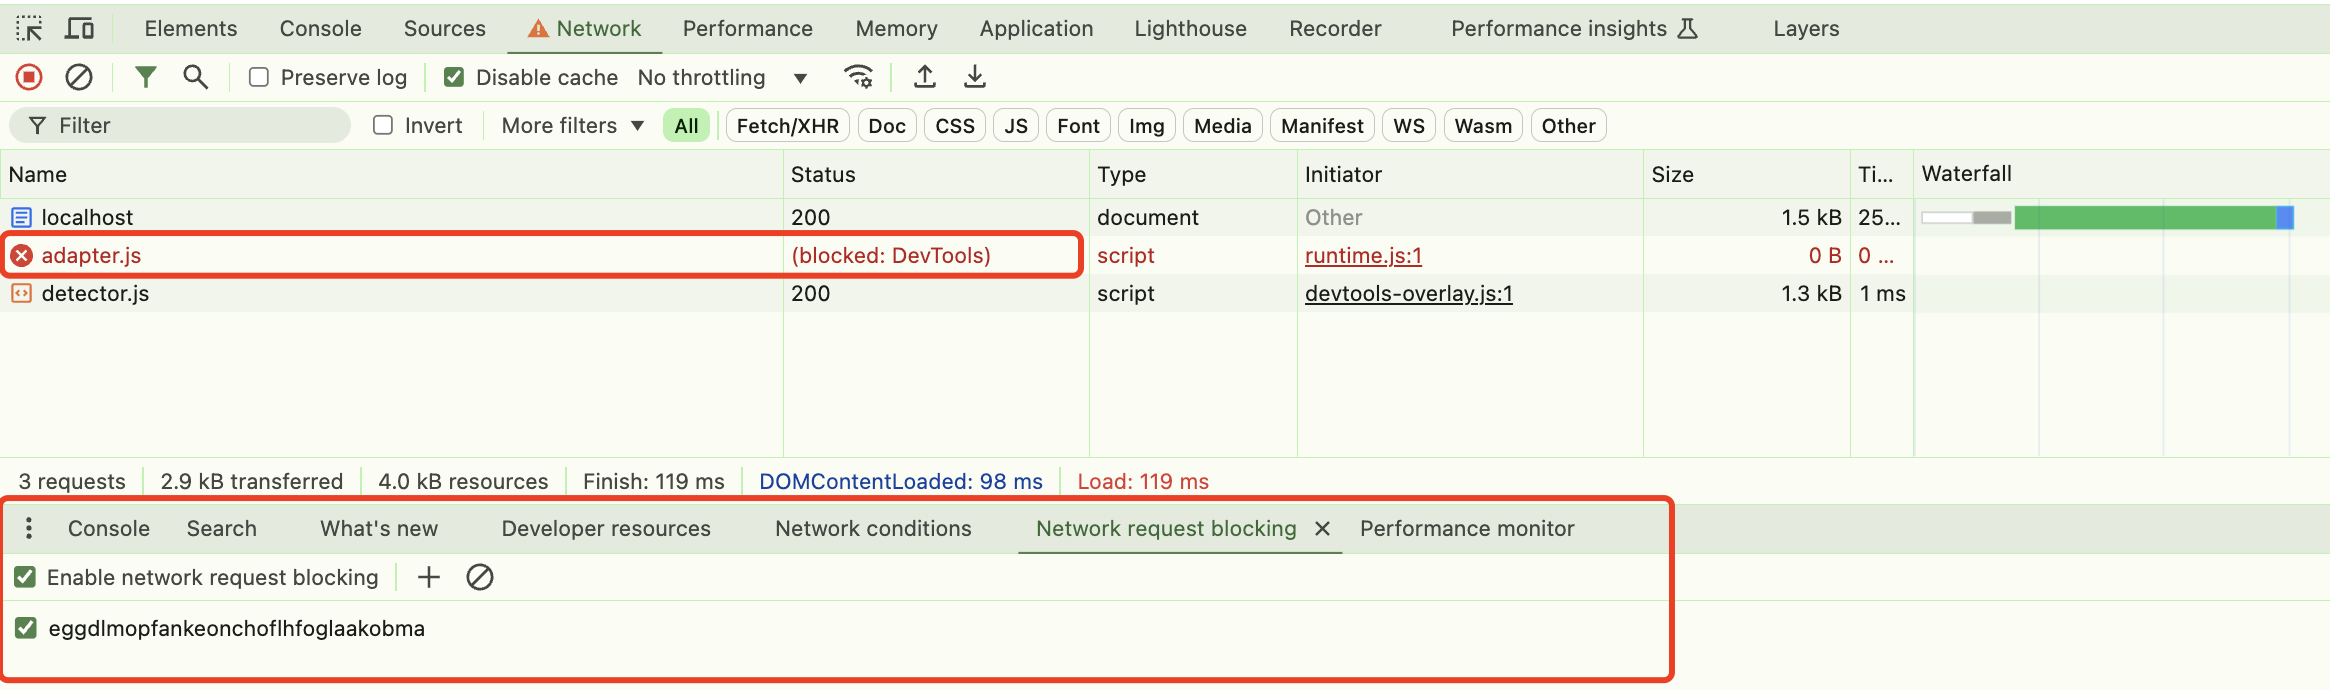 Elements Console Sources Network Performance Memory Application Lighthouse Recorder Performance insights Layers
Preserve log Disable cache No throttling
Filter Invert More filters All Fetch/XHR Doc CSS JS Font Img Media Manifest WS Wasm Other
Name Status Type Initiator Size Ti... Waterfall
localhost 200 document Other 1.5 kB 25...
adapter.js (blocked: DevTools) script runtime.js:1 0 B 0 ...
detector.js 200 script devtools-overlay.js:1 1.3 kB 1 ms
3 requests 2.9 kB transferred 4.0 kB resources Finish: 119 ms DOMContentLoaded: 98 ms Load: 119 ms
Console Search What's new Developer resources Network conditions Network request blocking Performance monitor
Enable network request blocking
eggdlmopfankeonchoflhfoglaakobma